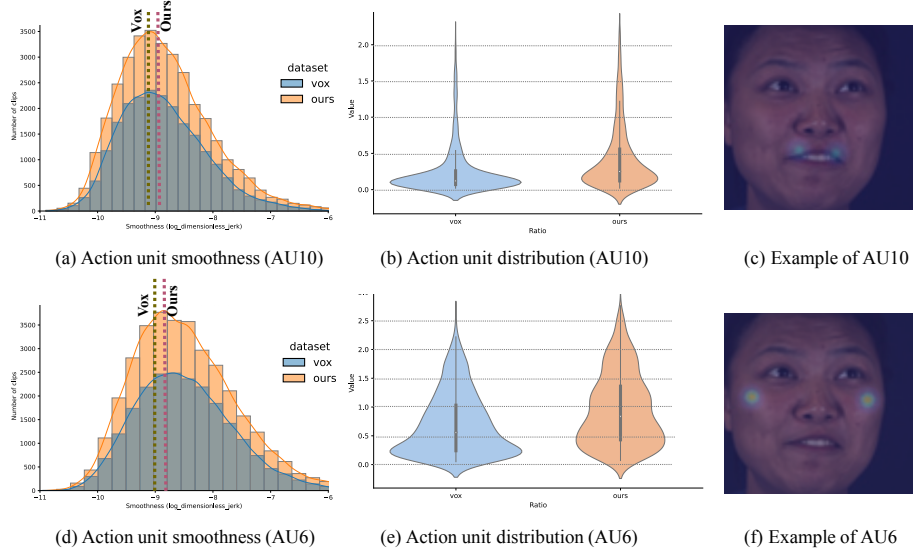 Vox
Ours
3500
3000
2500
2000
1500
1000
500
0
Number of clips
dataset
vox
ours
−11
−10
−9
−8
−7
−6
Smoothness (log_dimensionless_jerk)
(a) Action unit smoothness (AU10)
2.0
1.5
1.0
0.5
0.0
Value
vox
ours
Ratio
(b) Action unit distribution (AU10)
(c) Example of AU10
Vox
Ours
3500
3000
2500
2000
1500
1000
500
0
Number of clips
dataset
vox
ours
−11
−10
−9
−8
−7
−6
Smoothness (log_dimensionless_jerk)
(d) Action unit smoothness (AU6)
2.5
2.0
1.5
1.0
0.5
0.0
Value
vox
ours
Ratio
(e) Action unit distribution (AU6)
(f) Example of AU6